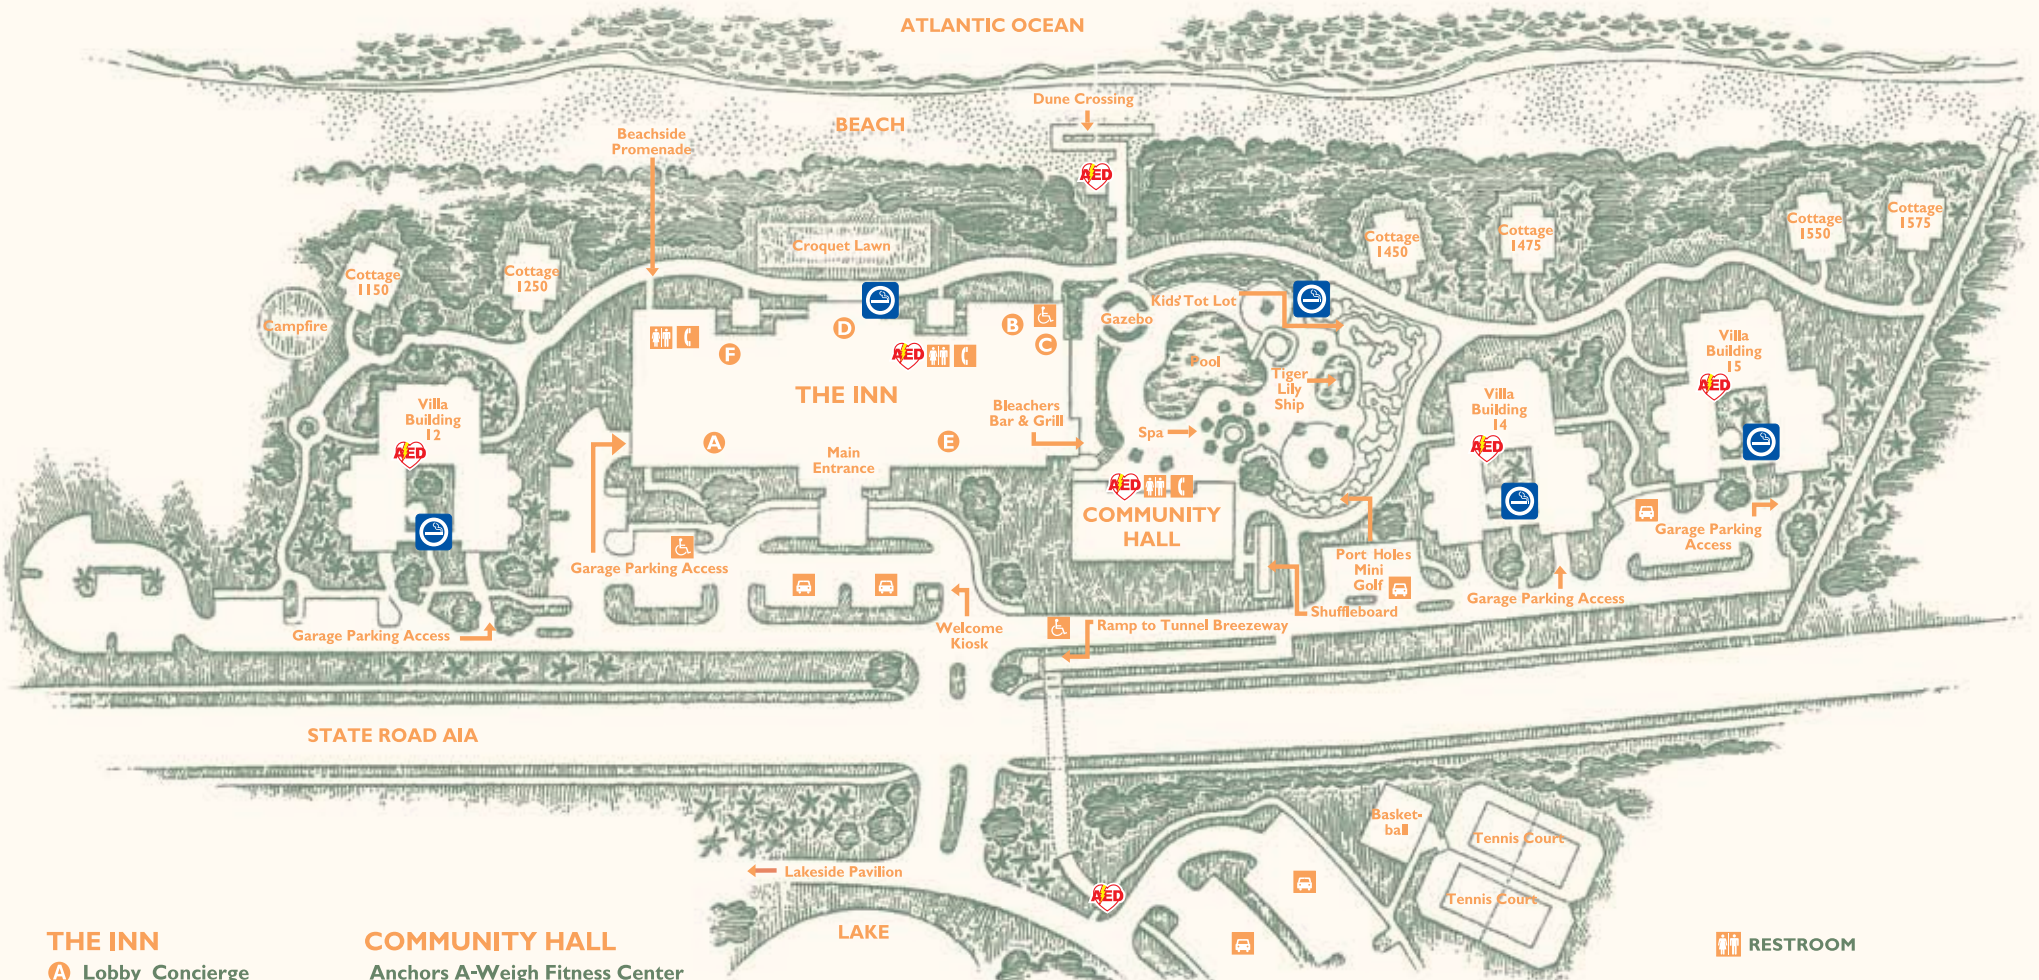 ATLANTIC OCEAN
Dune Crossing
BEACH
Beachside
Promenade
AED
Cottage
1575
Cottage
1550
Cottage
1475
Cottage
1450
Croquet Lawn
Cottage
1250
Cottage
1150
Campfire
Kids' Tot Lot
Gazebo
B
D
C
F
AED
Pool
Tiger
Lily
Ship
Villa
Building
15
AED
THE INN
Villa
Building
12
AED
Bleachers
Bar & Grill
Villa
Building
14
AED
Spa
A
E
Main
Entrance
AED
COMMUNITY
HALL
Garage Parking Access
Port Holes
Mini
Golf
Garage Parking
Access
Garage Parking Access
Shuffleboard
Ramp to Tunnel Breezeway
Welcome
Kiosk
Garage Parking Access
STATE ROAD A1A
Basket-
ball
Tennis Court
Tennis Court
Lakeside Pavilion
AED
LAKE
THE INN
A Lobby Concierge
COMMUNITY HALL
Anchors A-Weigh Fitness Center
RESTROOM